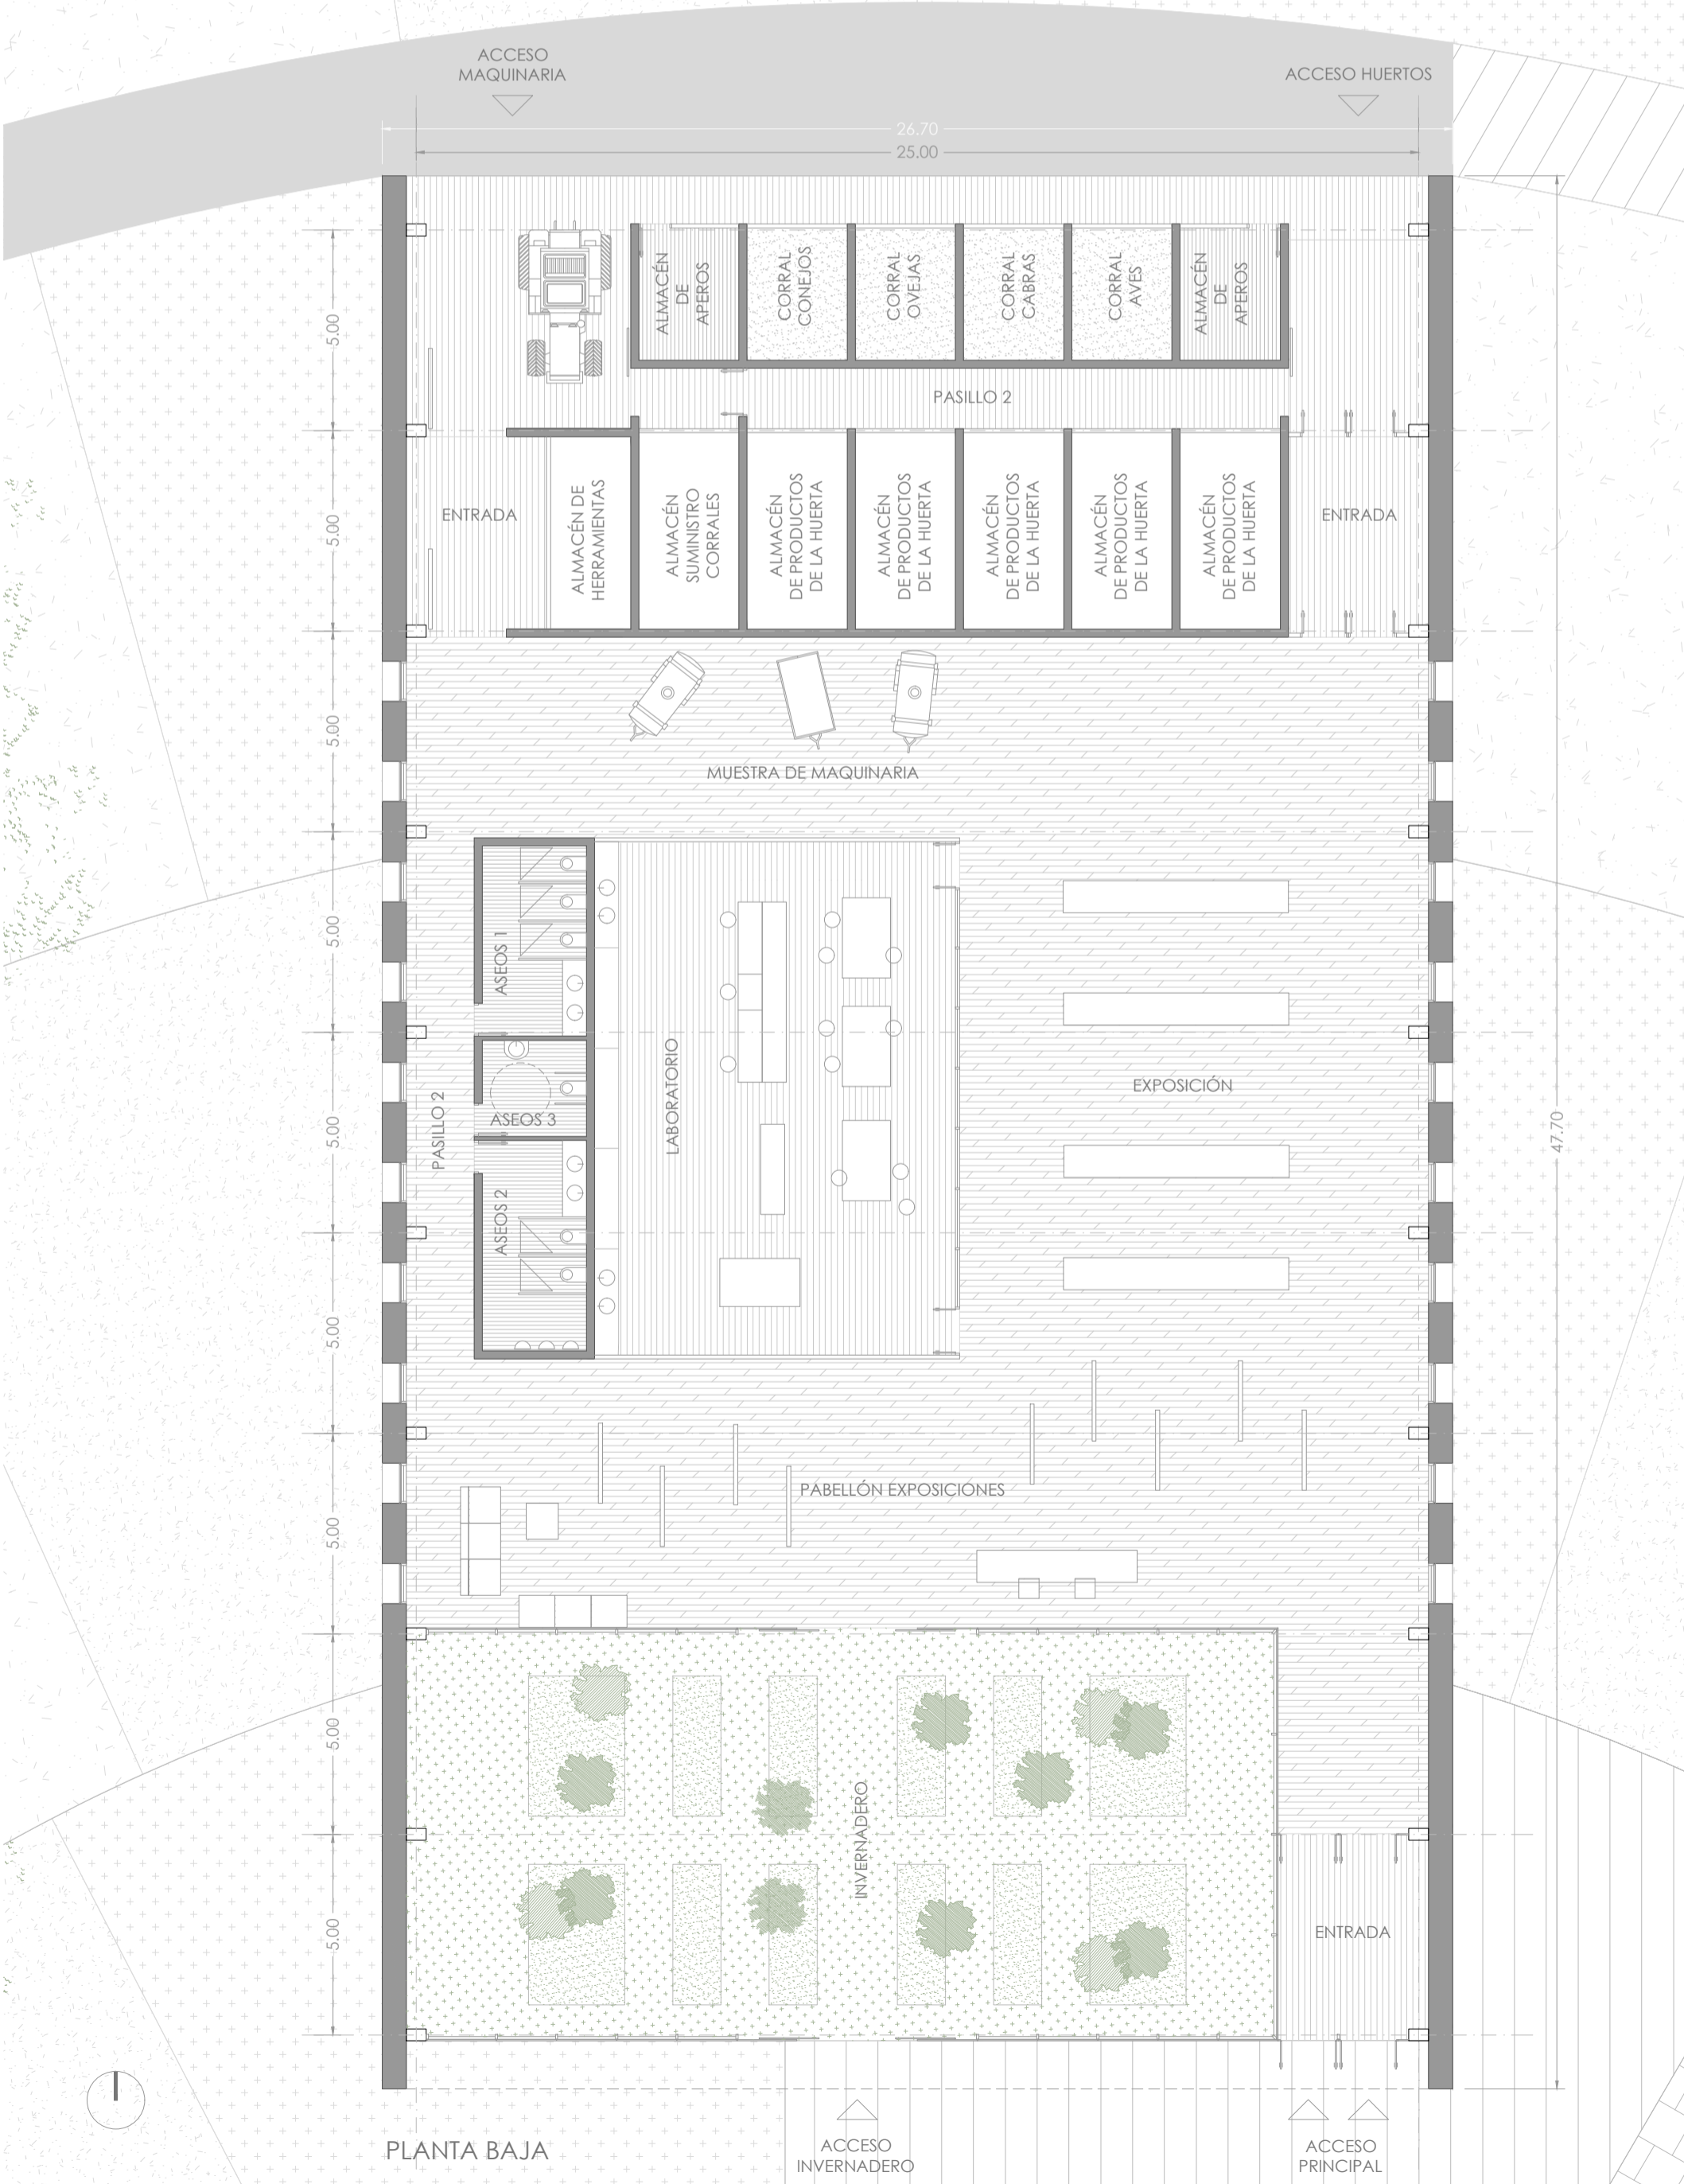 ACCESO
MAQUINARIA
ACCESO HUERTOS
26.70
25.00
ALMACÉN
DE
APEROS
CORRAL
CONEJOS
CORRAL
OVEJAS
CORRAL
CABRAS
CORRAL
AVES
ALMACÉN
DE
APEROS
5.00
PASILLO 2
ENTRADA
ALMACÉN DE
HERRAMIENTAS
ALMACÉN
SUMINISTRO
CORRALES
ALMACÉN
DE PRODUCTOS
DE LA HUERTA
ALMACÉN
DE PRODUCTOS
DE LA HUERTA
ALMACÉN
DE PRODUCTOS
DE LA HUERTA
ALMACÉN
DE PRODUCTOS
DE LA HUERTA
ALMACÉN
DE PRODUCTOS
DE LA HUERTA
ENTRADA
5.00
5.00
MUESTRA DE MAQUINARIA
5.00
ASEOS 1
LABORATORIO
EXPOSICIÓN
PASILLO 2
ASEOS 3
5.00
47.70
ASEOS 2
5.00
PABELLÓN EXPOSICIONES
5.00
5.00
INVERNADERO
5.00
ENTRADA
PLANTA BAJA
ACCESO
INVERNADERO
ACCESO
PRINCIPAL